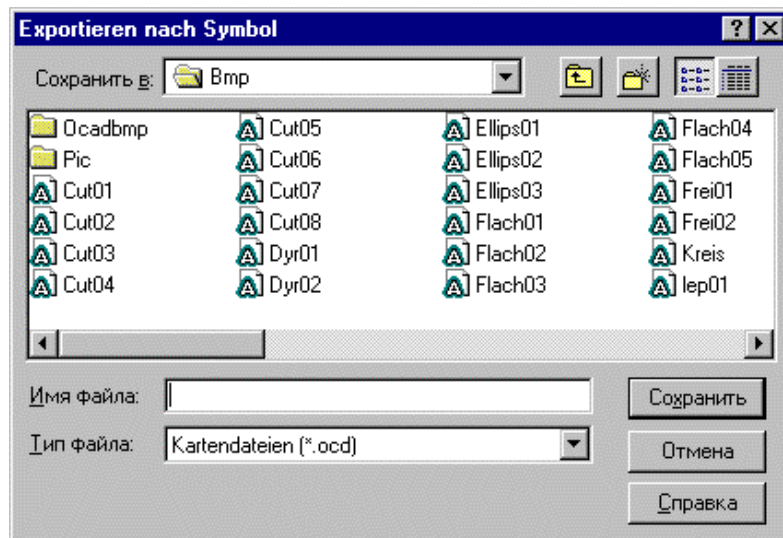 Exportieren nach Symbol
Сохранить в: Bmp
Ocadbmp Cut05 Ellips01 Flach04
Pic Cut06 Ellips02 Flach05
Cut01 Cut07 Ellips03 Frei01
Cut02 Cut08 Flach01 Frei02
Cut03 Dyr01 Flach02 Kreis
Cut04 Dyr02 Flach03 lep01
Имя файла: Сохранить
Тип файла: Kartendateien (*.ocd) Отмена
Справка